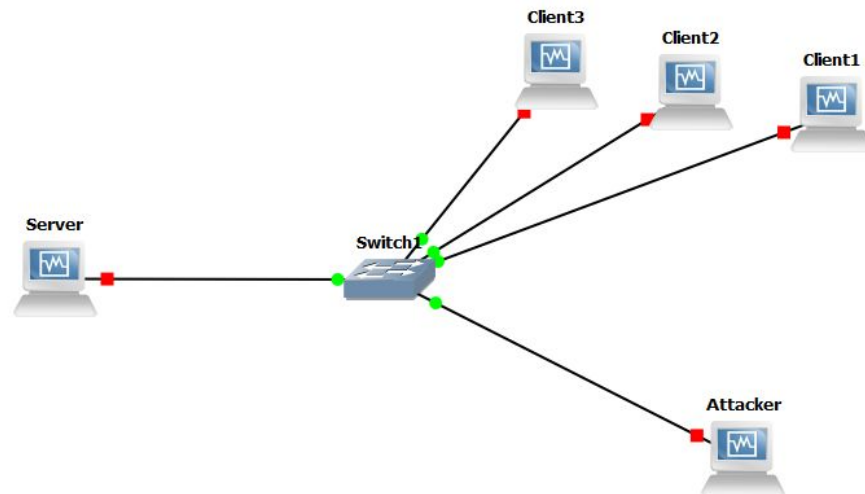 Client3
Client2
Client1
Server
Switch1
Attacker